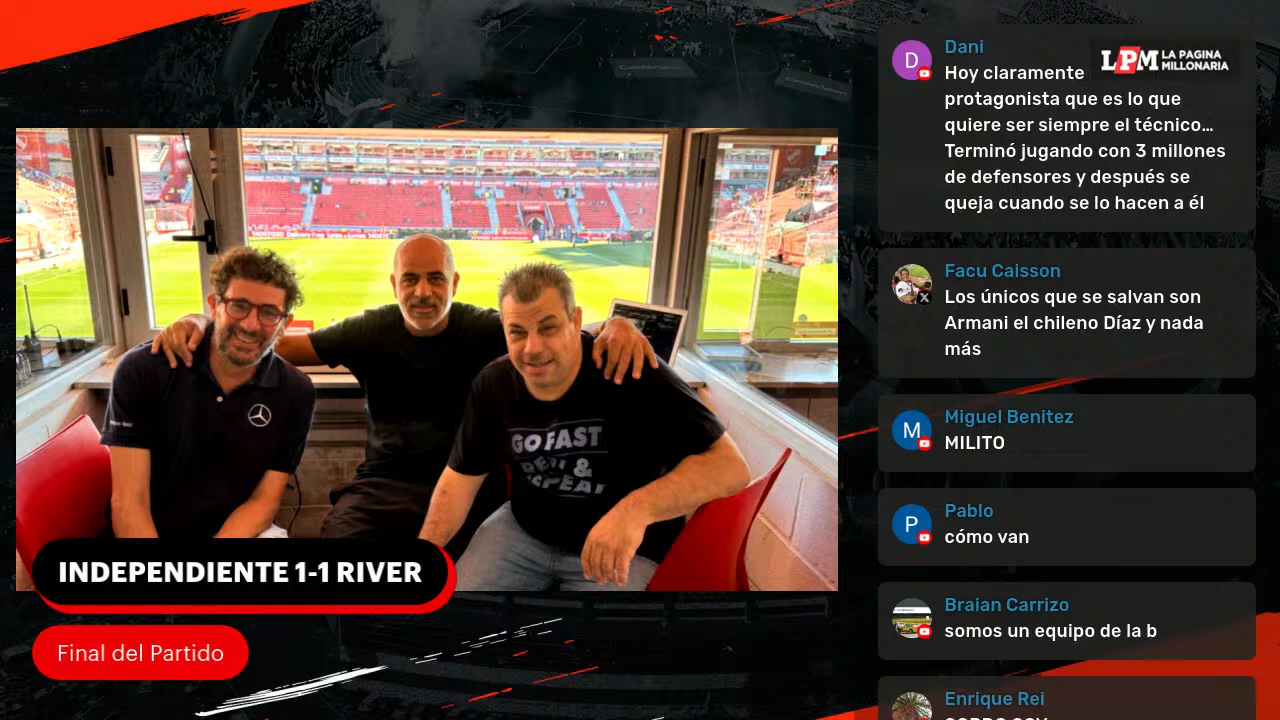 INDEPENDIENTE 1-1 RIVER
Final del Partido
GO FAST
LPM LA PAGINA
MILLONARIA
D
Dani
Hoy claramente
protagonista que es lo que
quiere ser siempre el técnico...
Terminó jugando con 3 millones
de defensores y después se
queja cuando se lo hacen a él
Facu Caisson
Los únicos que se salvan son
Armani el chileno Díaz y nada
más
M
Miguel Benitez
MILITO
P
Pablo
cómo van
Braian Carrizo
somos un equipo de la b
Enrique Rei